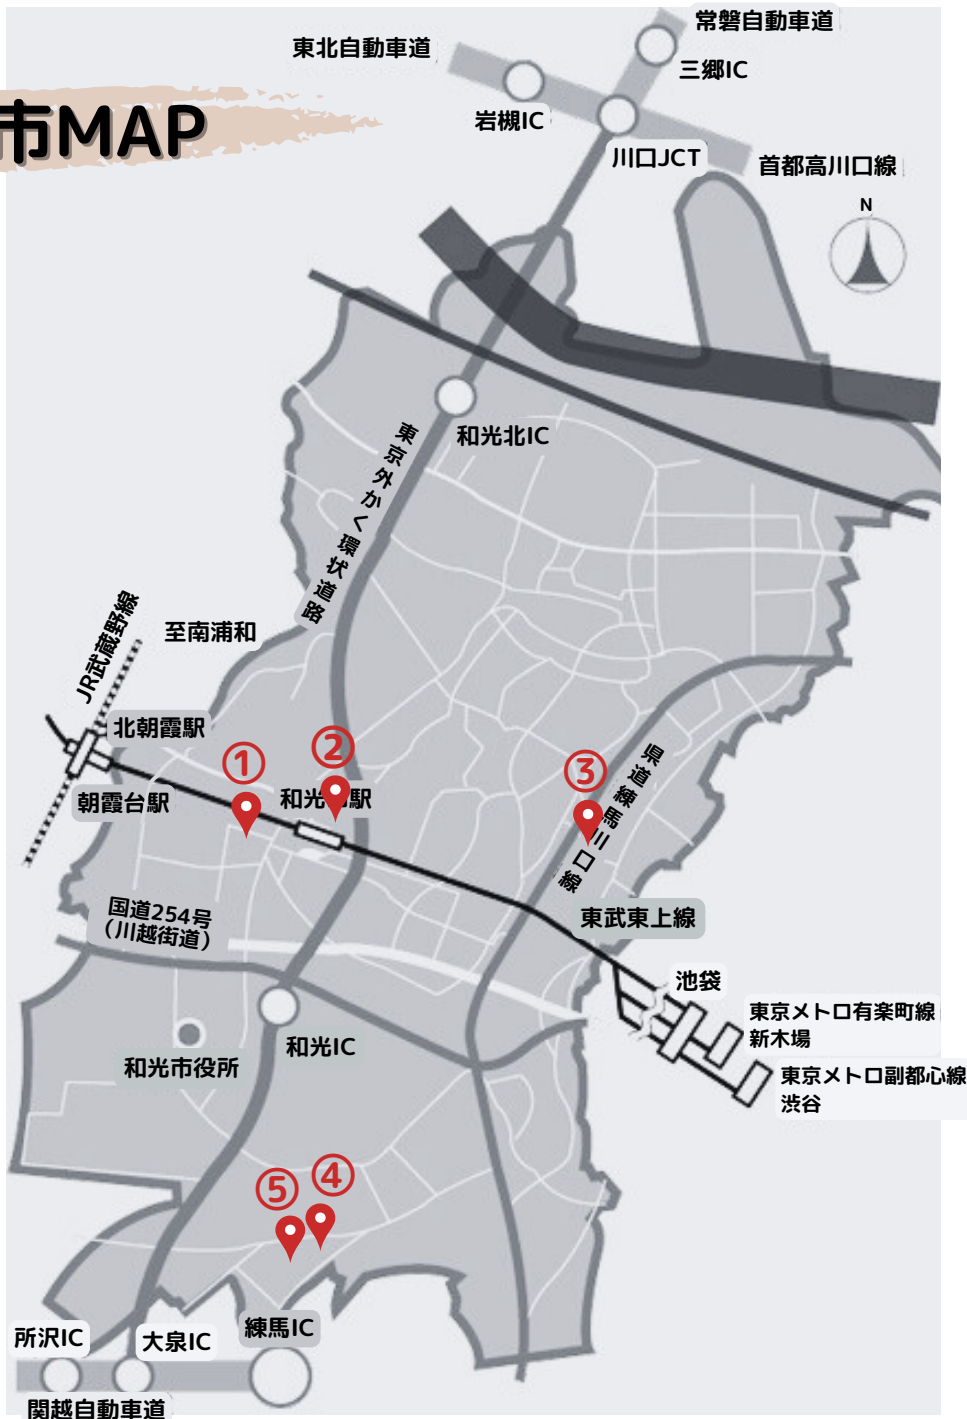 常磐自動車道
東北自動車道
三郷IC
岩槻IC
市MAP
川口JCT
首都高川口線
N
和光北IC
東京外かく環状道路
JR武蔵野線
至南浦和
北朝霞駅
①
②
③
県道練馬川口線
朝霞台駅
和光市駅
国道254号
(川越街道)
東武東上線
池袋
東京メトロ有楽町線
新木場
和光IC
和光市役所
東京メトロ副都心線
渋谷
⑤
④
所沢IC
大泉IC
練馬IC
関越自動車道